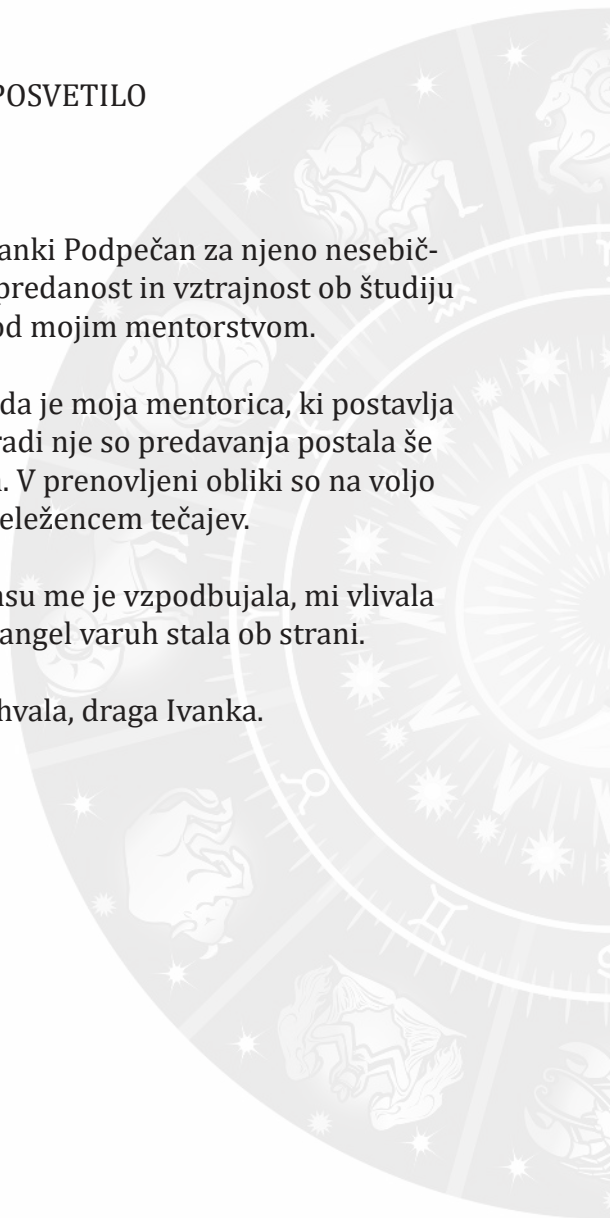 POSVETILO
anki Podpečan za njeno nesebič-
predanost in vztrajnost ob študiju
od mojim mentorstvom.
da je moja mentorica, ki postavlja
radi nje so predavanja postala še
. V prenovljeni obliki so na voljo
eležencem tečajev.
asu me je vzpodbujala, mi vlivala
angel varuh stala ob strani.
hvala, draga Ivanka.